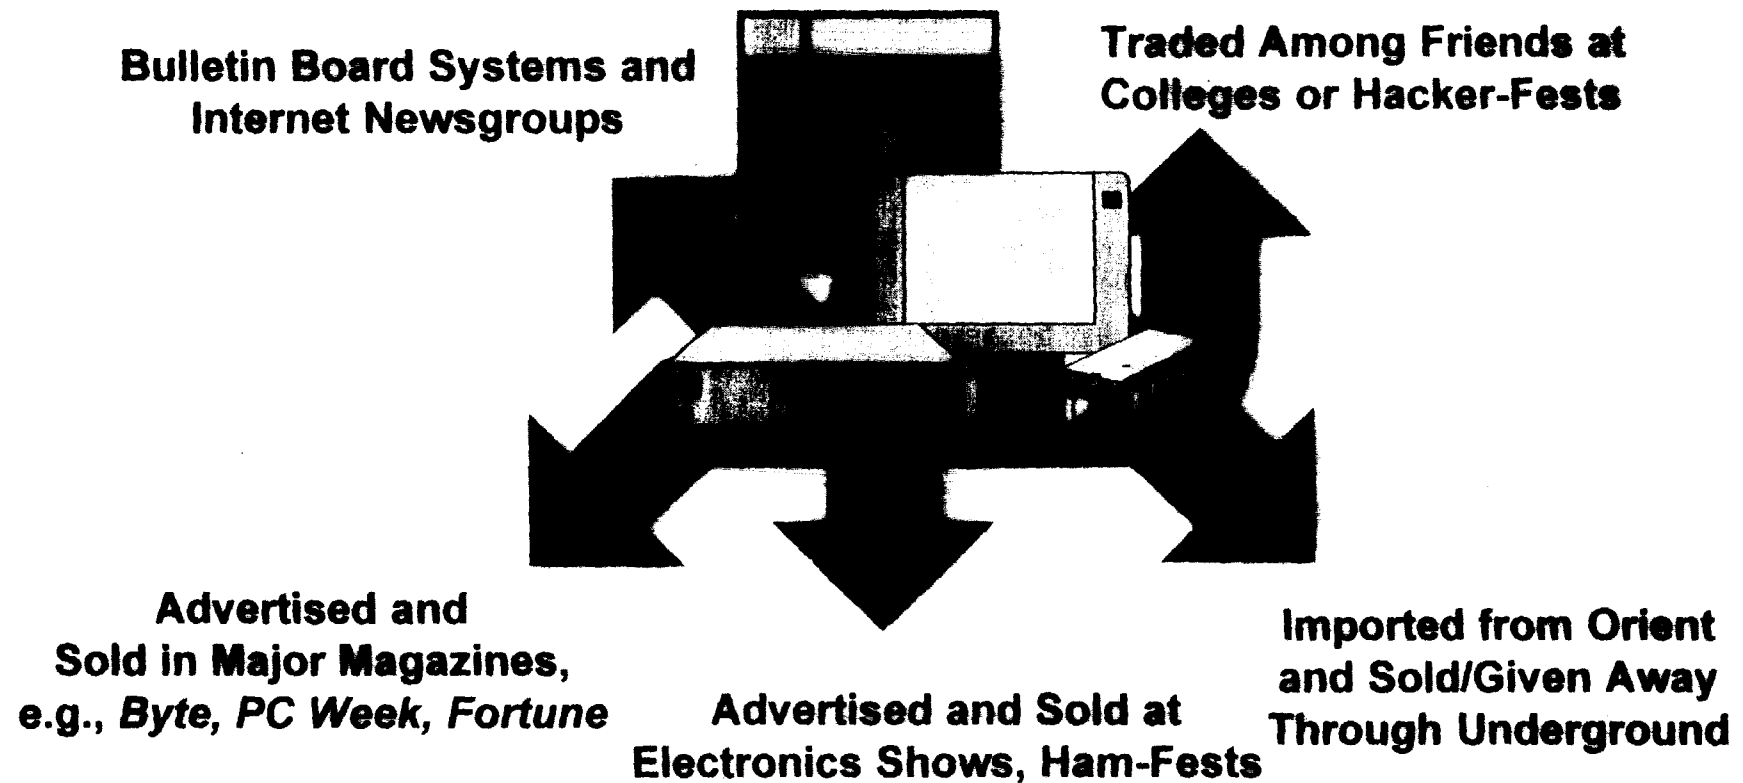 Bulletin Board Systems and
Internet Newsgroups
Traded Among Friends at
Colleges or Hacker-Fests
Advertised and
Sold in Major Magazines,
e.g., Byte, PC Week, Fortune
Advertised and Sold at
Electronics Shows, Ham-Fests
Imported from Orient
and Sold/Given Away
Through Underground